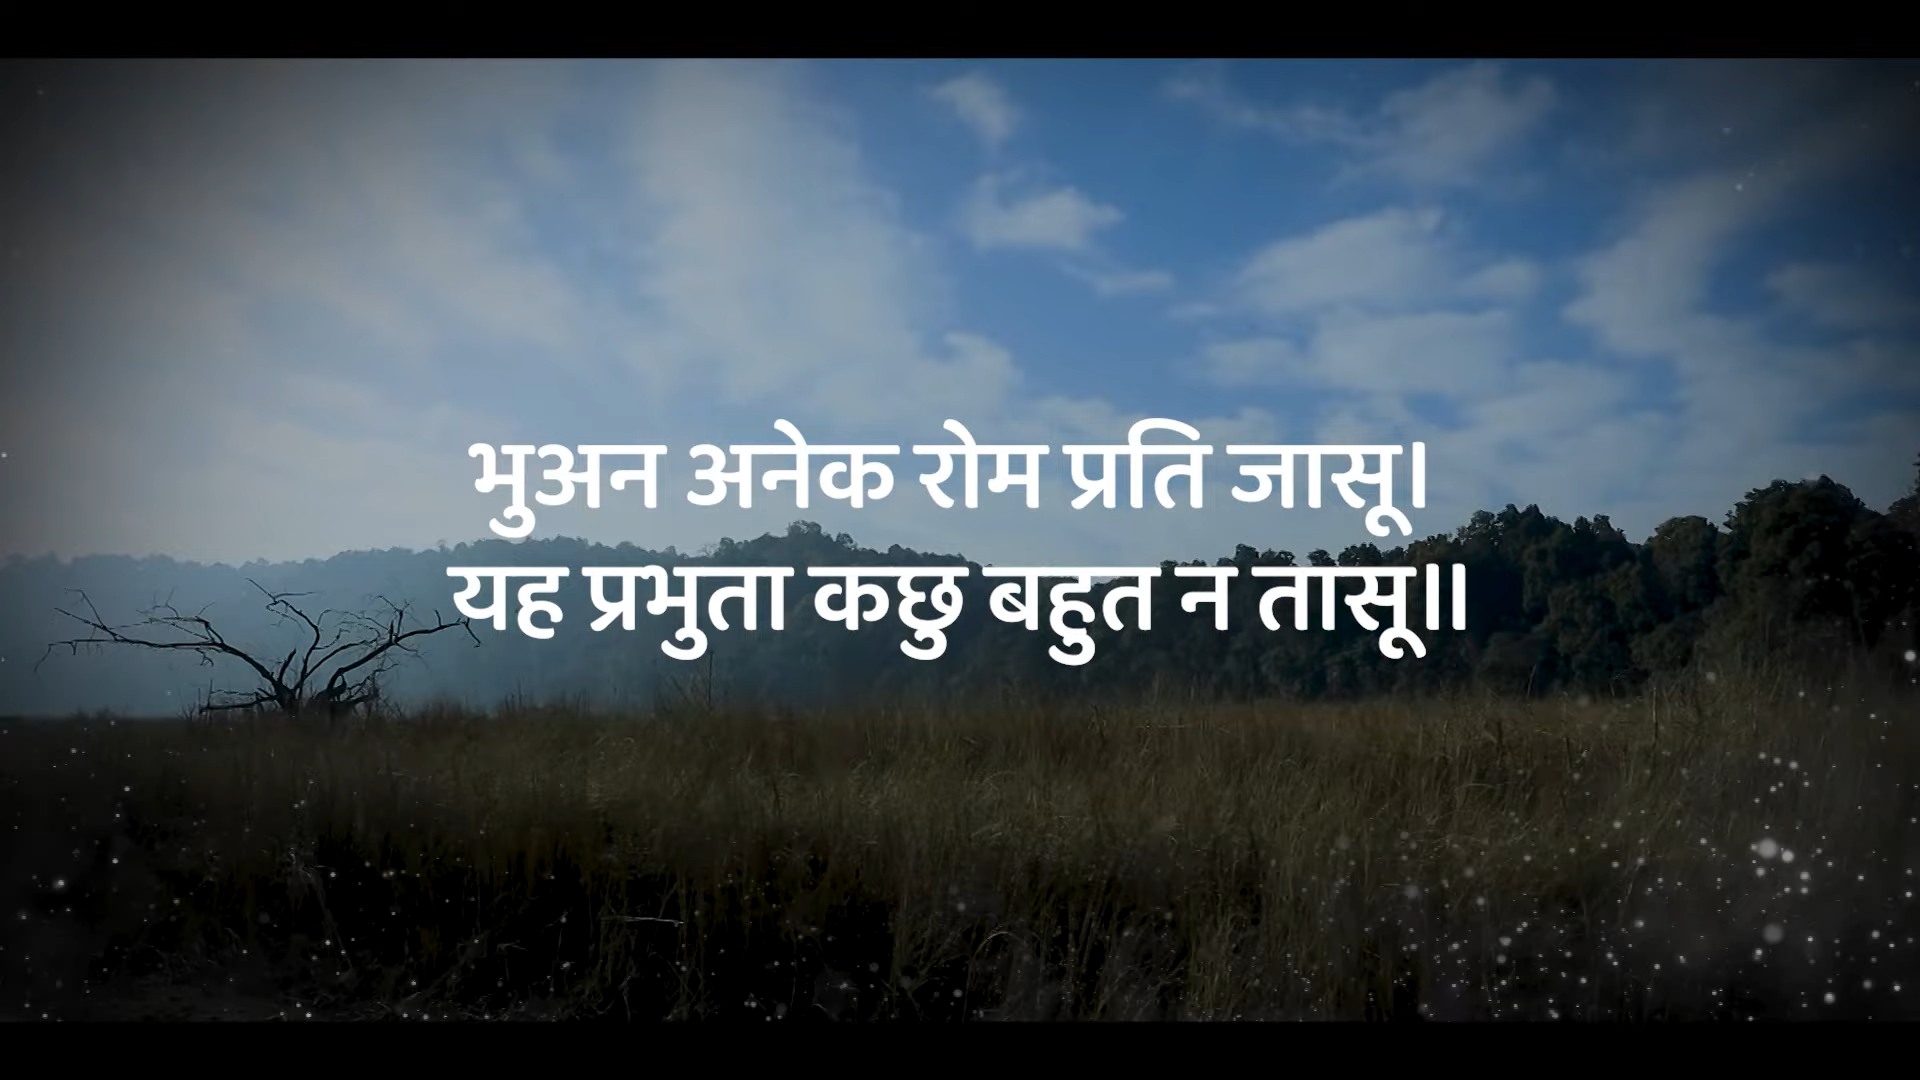 भुअन अनेक रोम प्रति जासू।
यह प्रभुता कछु बहुत न तासू॥